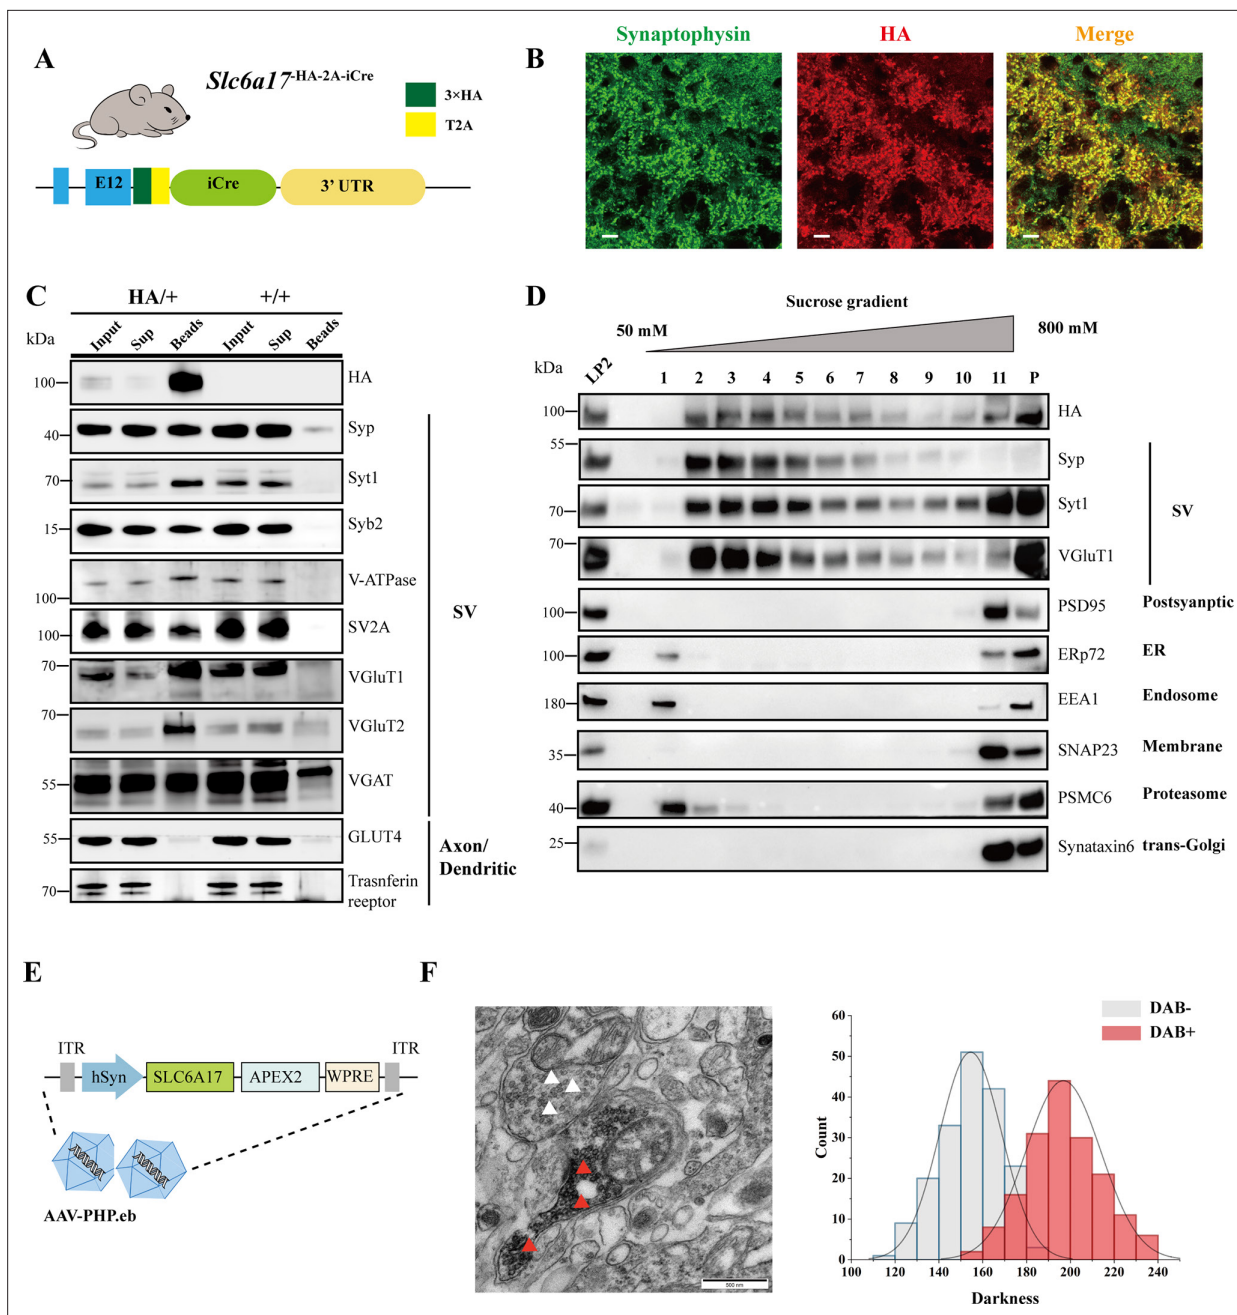 A
Slc6a17-HA-2A-iCre
3×HA
T2A
E12
iCre
3' UTR
B
Synaptophysin
HA
Merge
C
HA/+
+/+
Input
Sup
Beads
Input
Sup
Beads
kDa
100
HA
40
Syp
70
Syt1
15
Syb2
100
V-ATPase
100
SV2A
70
VGluT1
70
VGluT2
55
VGAT
SV
55
GLUT4
70
Trasnferin
reeptor
Axon/
Dendritic
D
Sucrose gradient
50 mM
800 mM
kDa
LP2
1 2 3 4 5 6 7 8 9 10 11 P
100
HA
55
Syp
70
Syt1
70
VGluT1
SV
100
PSD95
Postsyanptic
100
ERp72
ER
180
EEA1
Endosome
35
SNAP23
Membrane
40
PSMC6
Proteasome
25
Synataxin6
trans-Golgi
E
ITR
ITR
hSyn
SLC6A17
APEX2
WPRE
AAV-PHP.eb
F
500 nm
DAB-
DAB+
60
50
40
30
20
10
0
Count
100 120 140 160 180 200 220 240
Darkness